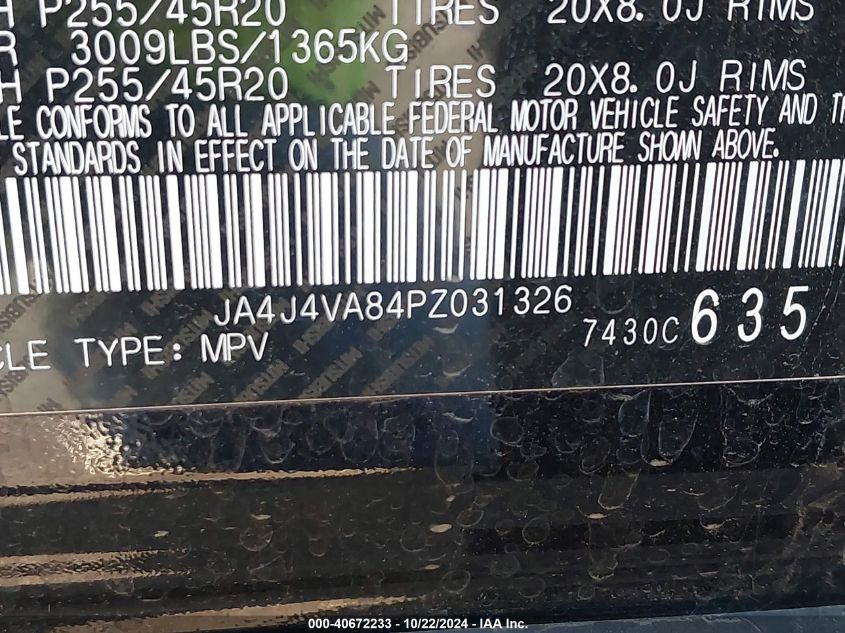 H P255/45R20 TIRES 20X8.0J RIMS
R 3009LBS/1365KG
H P255/45R20 TIRES 20X8.0J RIMS
LE CONFORMS TO ALL APPLICABLE FEDERAL MOTOR VEHICLE SAFETY AND TH
STANDARDS IN EFFECT ON THE DATE OF MANUFACTURE SHOWN ABOVE.
JA4J4VA84PZ031326
7430C 635
CLE TYPE: MPV
000-40672233 - 10/22/2024 - IAA Inc.